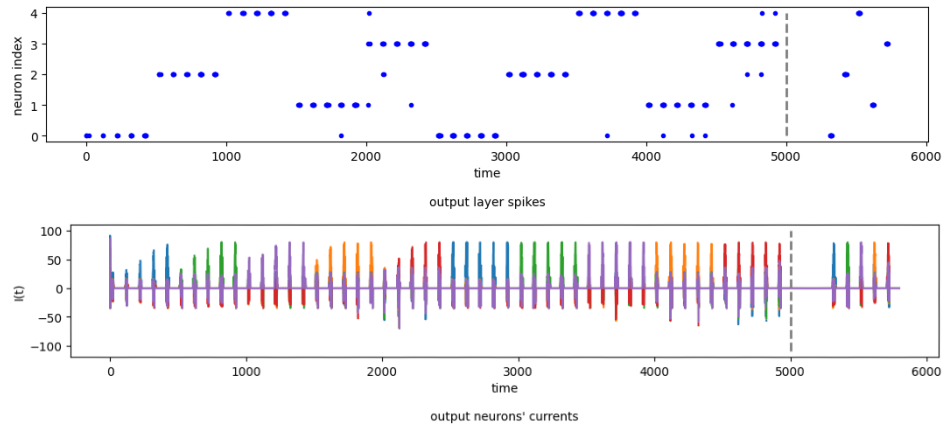 4
3
2
1
0
neuron index
0 1000 2000 3000 4000 5000 6000
time
output layer spikes
100
50
0
−50
−100
I(t)
0 1000 2000 3000 4000 5000 6000
time
output neurons' currents